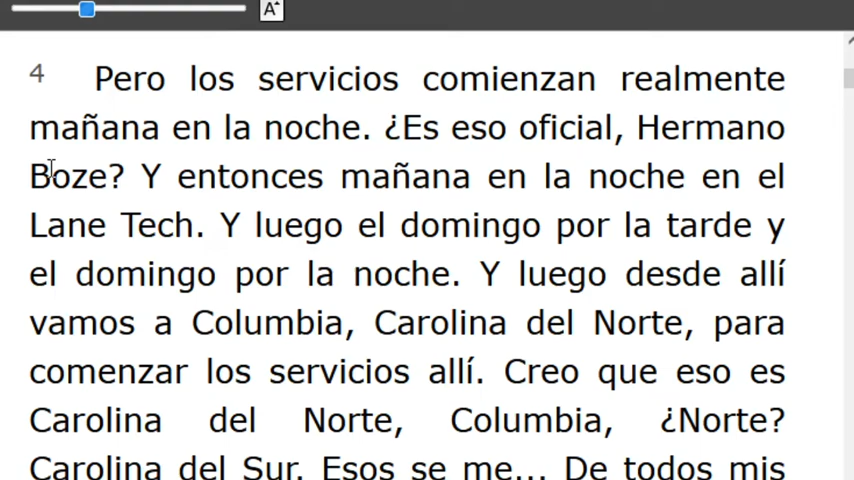 A
4 Pero los servicios comienzan realmente
mañana en la noche. ¿Es eso oficial, Hermano
Boze? Y entonces mañana en la noche en el
Lane Tech. Y luego el domingo por la tarde y
el domingo por la noche. Y luego desde allí
vamos a Columbia, Carolina del Norte, para
comenzar los servicios allí. Creo que eso es
Carolina del Norte, Columbia, ¿Norte?
Carolina del Sur. Esos se me... De todos mis